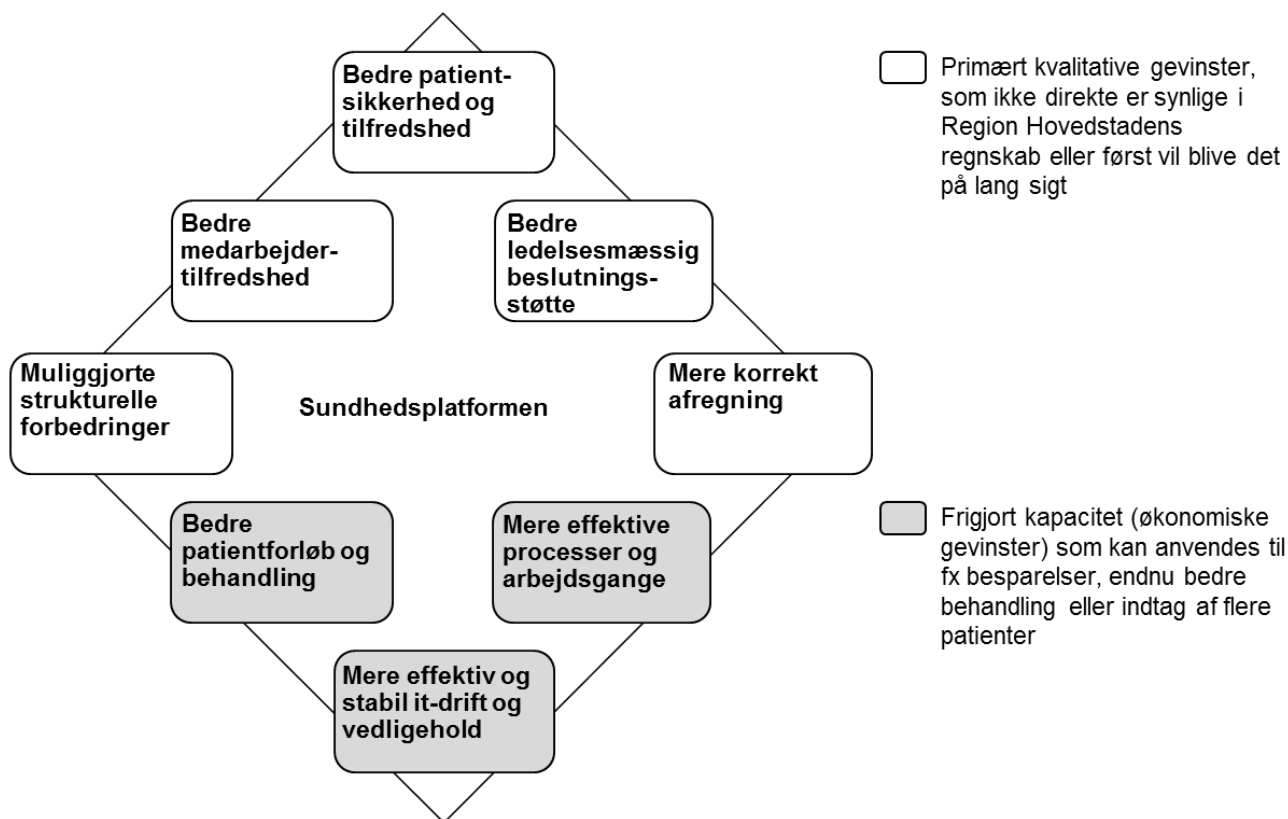 Bedre patient-
sikkerhed og
tilfredshed
Bedre
medarbejder-
tilfredshed
Bedre
ledelsesmæssig
beslutnings-
støtte
Muliggjorte
strukturelle
forbedringer
Sundhedsplatformen
Mere korrekt
afregning
Bedre
patientforløb og
behandling
Mere effektive
processer og
arbejdsgange
Mere effektiv og
stabil it-drift og
vedligehold
Primært kvalitative gevinster,
som ikke direkte er synlige i
Region Hovedstadens
regnskab eller først vil blive det
på lang sigt
Frigjort kapacitet (økonomiske
gevinster) som kan anvendes til
fx besparelser, endnu bedre
behandling eller indtag af flere
patienter